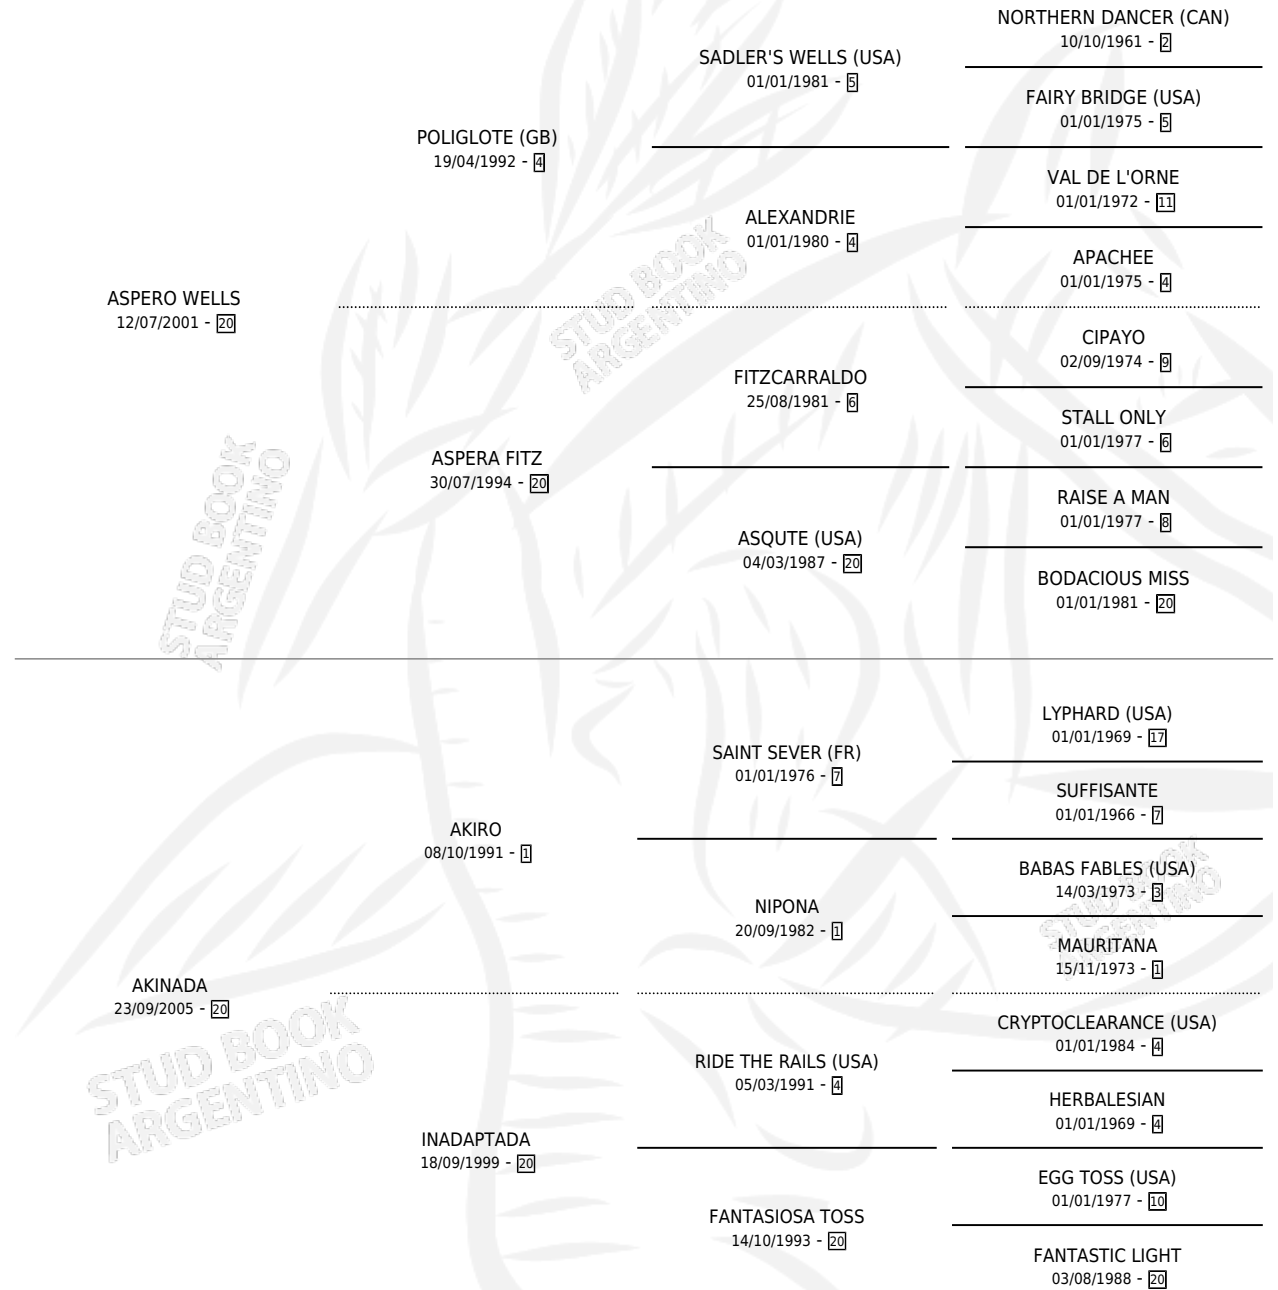 NORTHERN DANCER (CAN)
10/10/1961 - 2
SADLER'S WELLS (USA)
01/01/1981 - 5
FAIRY BRIDGE (USA)
01/01/1975 - 5
POLIGLOTE (GB)
19/04/1992 - 4
VAL DE L'ORNE
01/01/1972 - 11
ALEXANDRIE
01/01/1980 - 4
APACHEE
01/01/1975 - 4
ASPERO WELLS
12/07/2001 - 20
CIPAYO
02/09/1974 - 9
FITZCARRALDO
25/08/1981 - 6
STALL ONLY
01/01/1977 - 6
ASPERA FITZ
30/07/1994 - 20
RAISE A MAN
01/01/1977 - 8
ASQUTE (USA)
04/03/1987 - 20
BODACIOUS MISS
01/01/1981 - 20
LYPHARD (USA)
01/01/1969 - 17
SAINT SEVER (FR)
01/01/1976 - 7
SUFFISANTE
01/01/1966 - 7
AKIRO
08/10/1991 - 1
BABAS FABLES (USA)
14/03/1973 - 3
NIPONA
20/09/1982 - 1
MAURITANA
15/11/1973 - 1
AKINADA
23/09/2005 - 20
CRYPTOCLEARANCE (USA)
01/01/1984 - 4
RIDE THE RAILS (USA)
05/03/1991 - 4
HERBALESIAN
01/01/1969 - 4
INADAPTADA
18/09/1999 - 20
EGG TOSS (USA)
01/01/1977 - 10
FANTASIOSA TOSS
14/10/1993 - 20
FANTASTIC LIGHT
03/08/1988 - 20
STUD BOOK
ARGENTINO
STUD BOOK
ARGENTINO
STUD BOOK
ARGENTINO
STUD BOOK
ARGENTINO